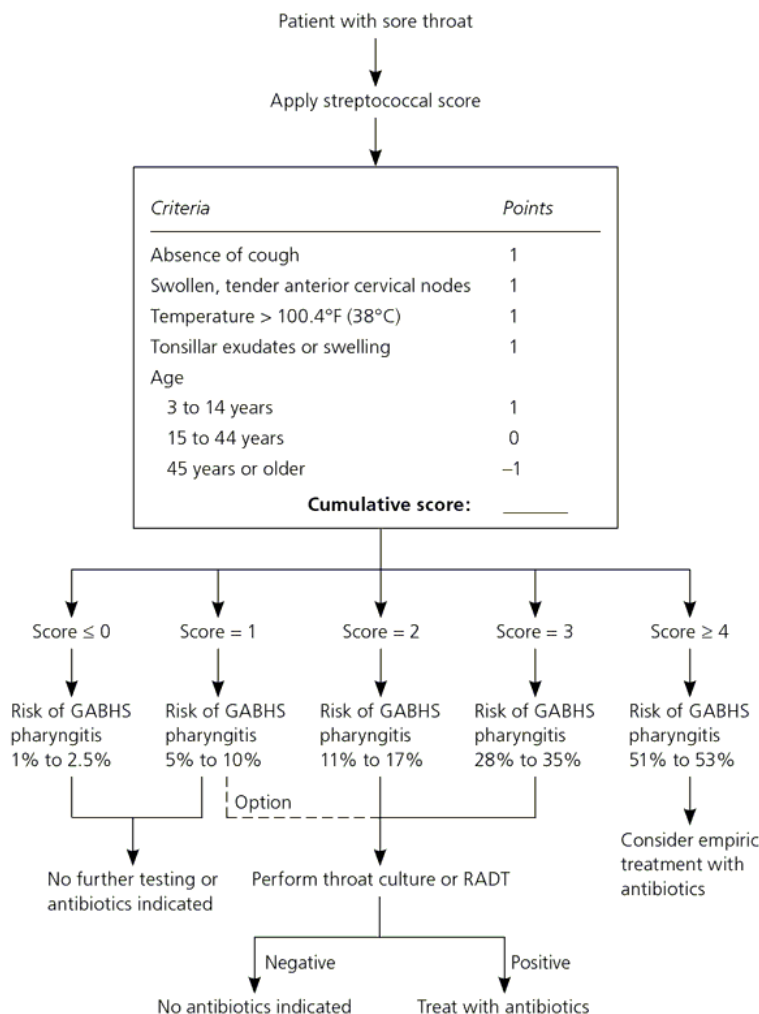 Patient with sore throat
Apply streptococcal score
Criteria Points
Absence of cough 1
Swollen, tender anterior cervical nodes 1
Temperature > 100.4°F (38°C) 1
Tonsillar exudates or swelling 1
Age
3 to 14 years 1
15 to 44 years 0
45 years or older –1
Cumulative score: ______
Score ≤ 0 Score = 1 Score = 2 Score = 3 Score ≥ 4
Risk of GABHS Risk of GABHS Risk of GABHS Risk of GABHS Risk of GABHS
pharyngitis pharyngitis pharyngitis pharyngitis pharyngitis
1% to 2.5% 5% to 10% 11% to 17% 28% to 35% 51% to 53%
Option
Consider empiric
treatment with
antibiotics
No further testing or
antibiotics indicated
Perform throat culture or RADT
Negative Positive
No antibiotics indicated Treat with antibiotics